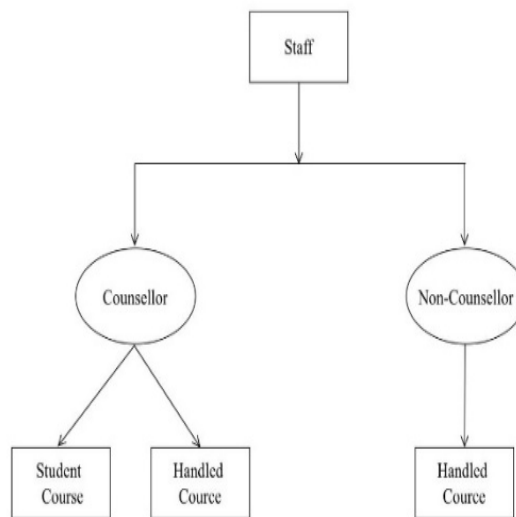 Staff
Counsellor
Non-Counsellor
Student
Course
Handled
Cource
Handled
Cource